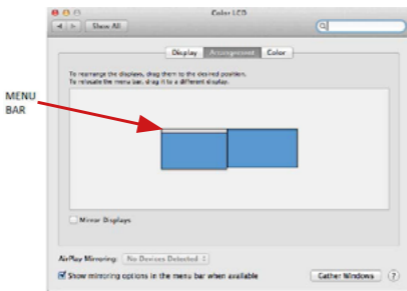 Color LCD
Show All
Display Arrangement Color
To rearrange the displays, drag them to the desired position.
To relocate the menu bar, drag it to a different display.
MENU
BAR
Mirror Displays
AirPlay Mirroring: No Devices Detected
Show mirroring options in the menu bar when available
Gather Windows ?